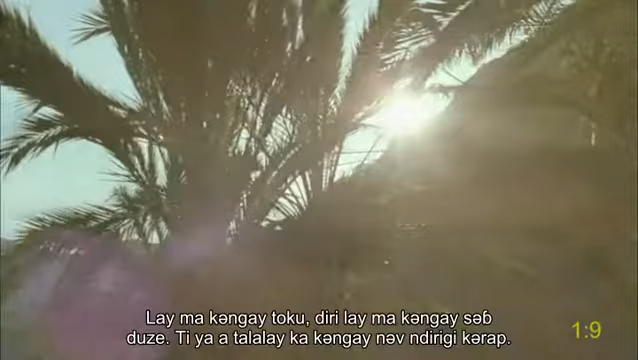 Lay ma kəngay toku, diri lay ma kəngay səɓ
duze. Ti ya a talalay ka kəngay nəv ndirigi kərap.
1:9